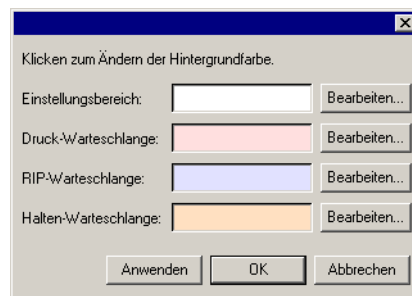 Klicken zum Ändern der Hintergrundfarbe.
Einstellungsbereich: Bearbeiten...
Druck-Warteschlange: Bearbeiten...
RIP-Warteschlange: Bearbeiten...
Halten-Warteschlange: Bearbeiten...
Anwenden OK Abbrechen